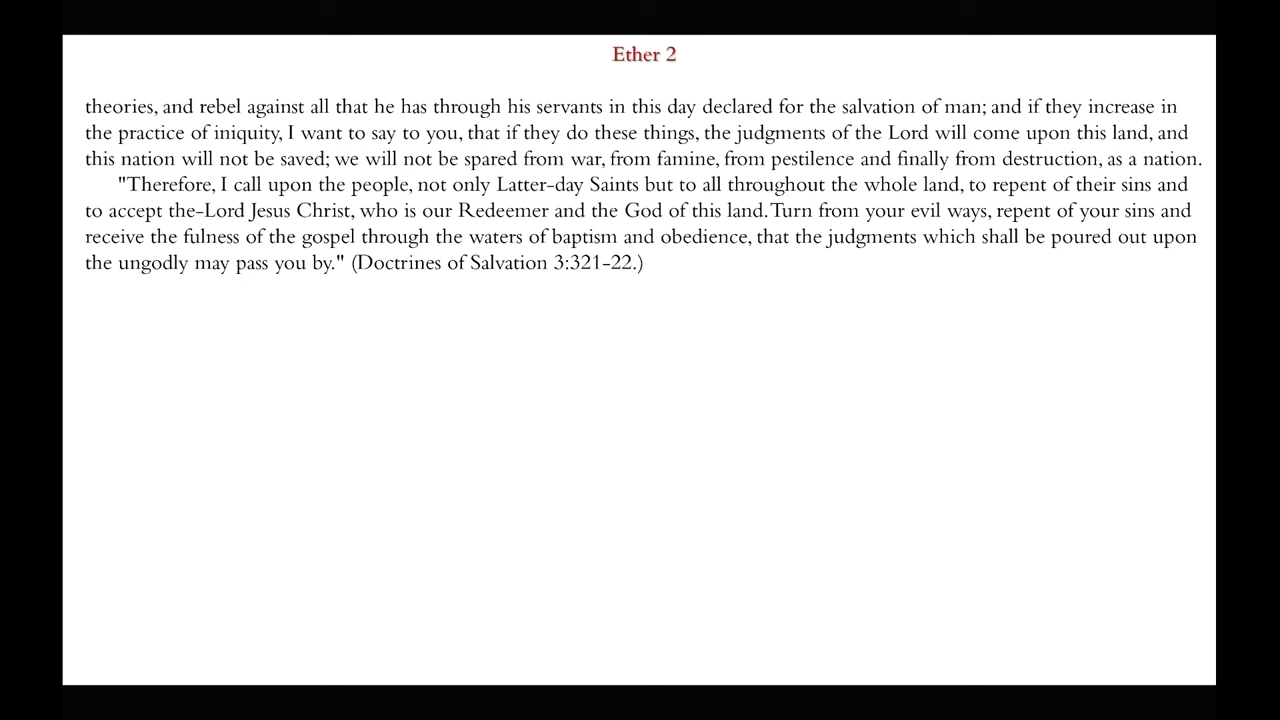 Ether 2
theories, and rebel against all that he has through his servants in this day declared for the salvation of man; and if they increase in
the practice of iniquity, I want to say to you, that if they do these things, the judgments of the Lord will come upon this land, and
this nation will not be saved; we will not be spared from war, from famine, from pestilence and finally from destruction, as a nation.
"Therefore, I call upon the people, not only Latter-day Saints but to all throughout the whole land, to repent of their sins and
to accept the-Lord Jesus Christ, who is our Redeemer and the God of this land. Turn from your evil ways, repent of your sins and
receive the fulness of the gospel through the waters of baptism and obedience, that the judgments which shall be poured out upon
the ungodly may pass you by." (Doctrines of Salvation 3:321-22.)